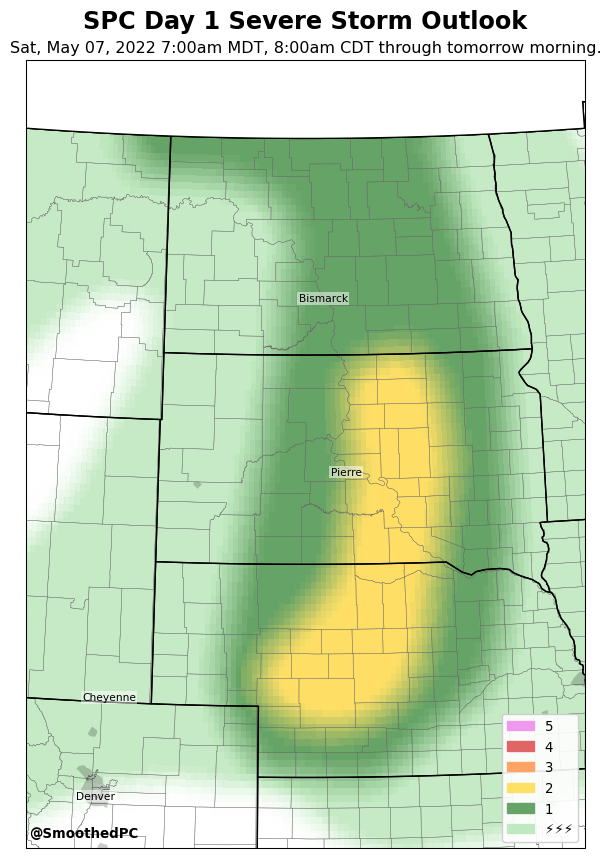 SPC Day 1 Severe Storm Outlook
Sat, May 07, 2022 7:00am MDT, 8:00am CDT through tomorrow morning.
Bismarck
Pierre
Cheyenne
Denver
5
4
3
2
1
⚡⚡⚡
@SmoothedPC